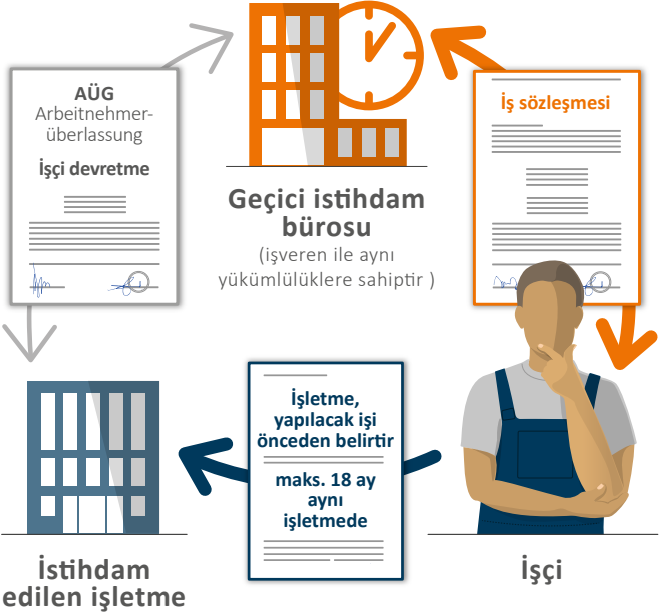 AÜG
Arbeitnehmer-
überlassung
İşçi devretme
İş sözleşmesi
Geçici istihdam
bürosu
(işveren ile aynı
yükümlülüklere sahiptir )
İşletme,
yapılacak işi
önceden belirtir
maks. 18 ay
aynı
işletmede
İstihdam
edilen işletme
İşçi